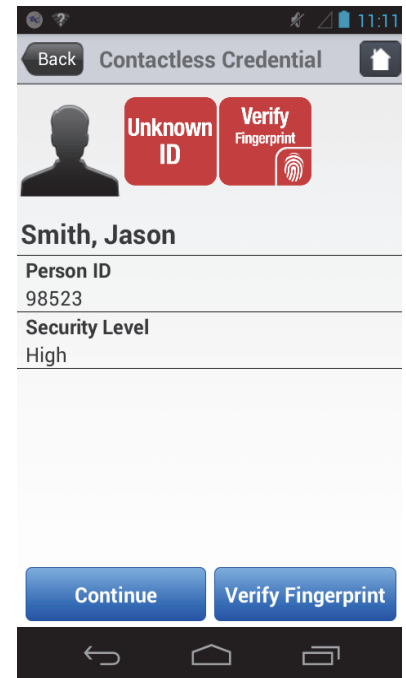 11:11
Back Contactless Credential
Unknown
ID
Verify
Fingerprint
Smith, Jason
Person ID
98523
Security Level
High
Continue Verify Fingerprint